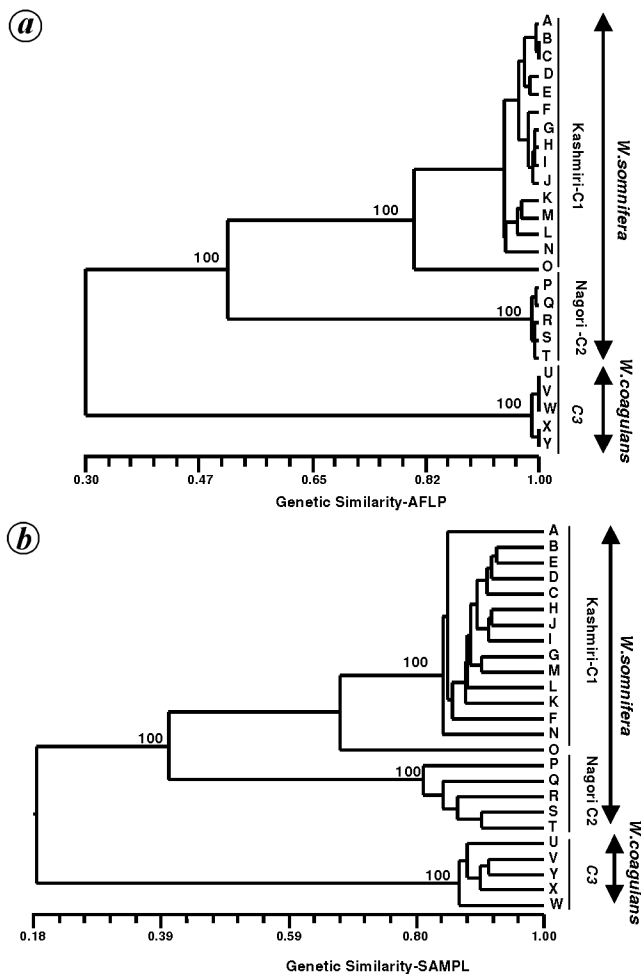 a
A
B
C
D
E
F
G
H
I
J
K
M
L
N
O
P
Q
R
S
T
U
V
W
X
Y
100
100
100
100
Kashmiri-C1
Nagori -C2
C3
W.somnifera
W.coagulans
0.30 0.47 0.65 0.82 1.00
Genetic Similarity-AFLP
b
A
B
E
D
C
H
J
I
G
M
L
K
F
N
O
P
Q
R
S
T
U
V
Y
X
W
100
100
100
100
Kashmiri-C1
Nagori C2
C3
W.somnifera
W.coagulans
0.18 0.39 0.59 0.80 1.00
Genetic Similarity-SAMPL